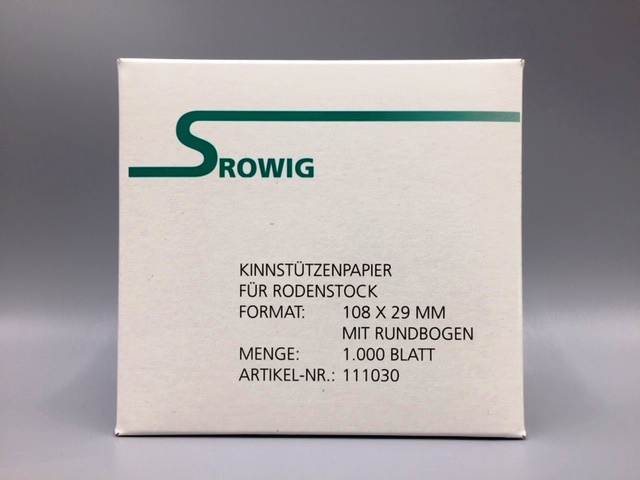 SROWIG
KINNSTÜTZENPAPIER
FÜR RODENSTOCK
FORMAT: 108 X 29 MM
MIT RUNDBOGEN
MENGE: 1.000 BLATT
ARTIKEL-NR.: 111030